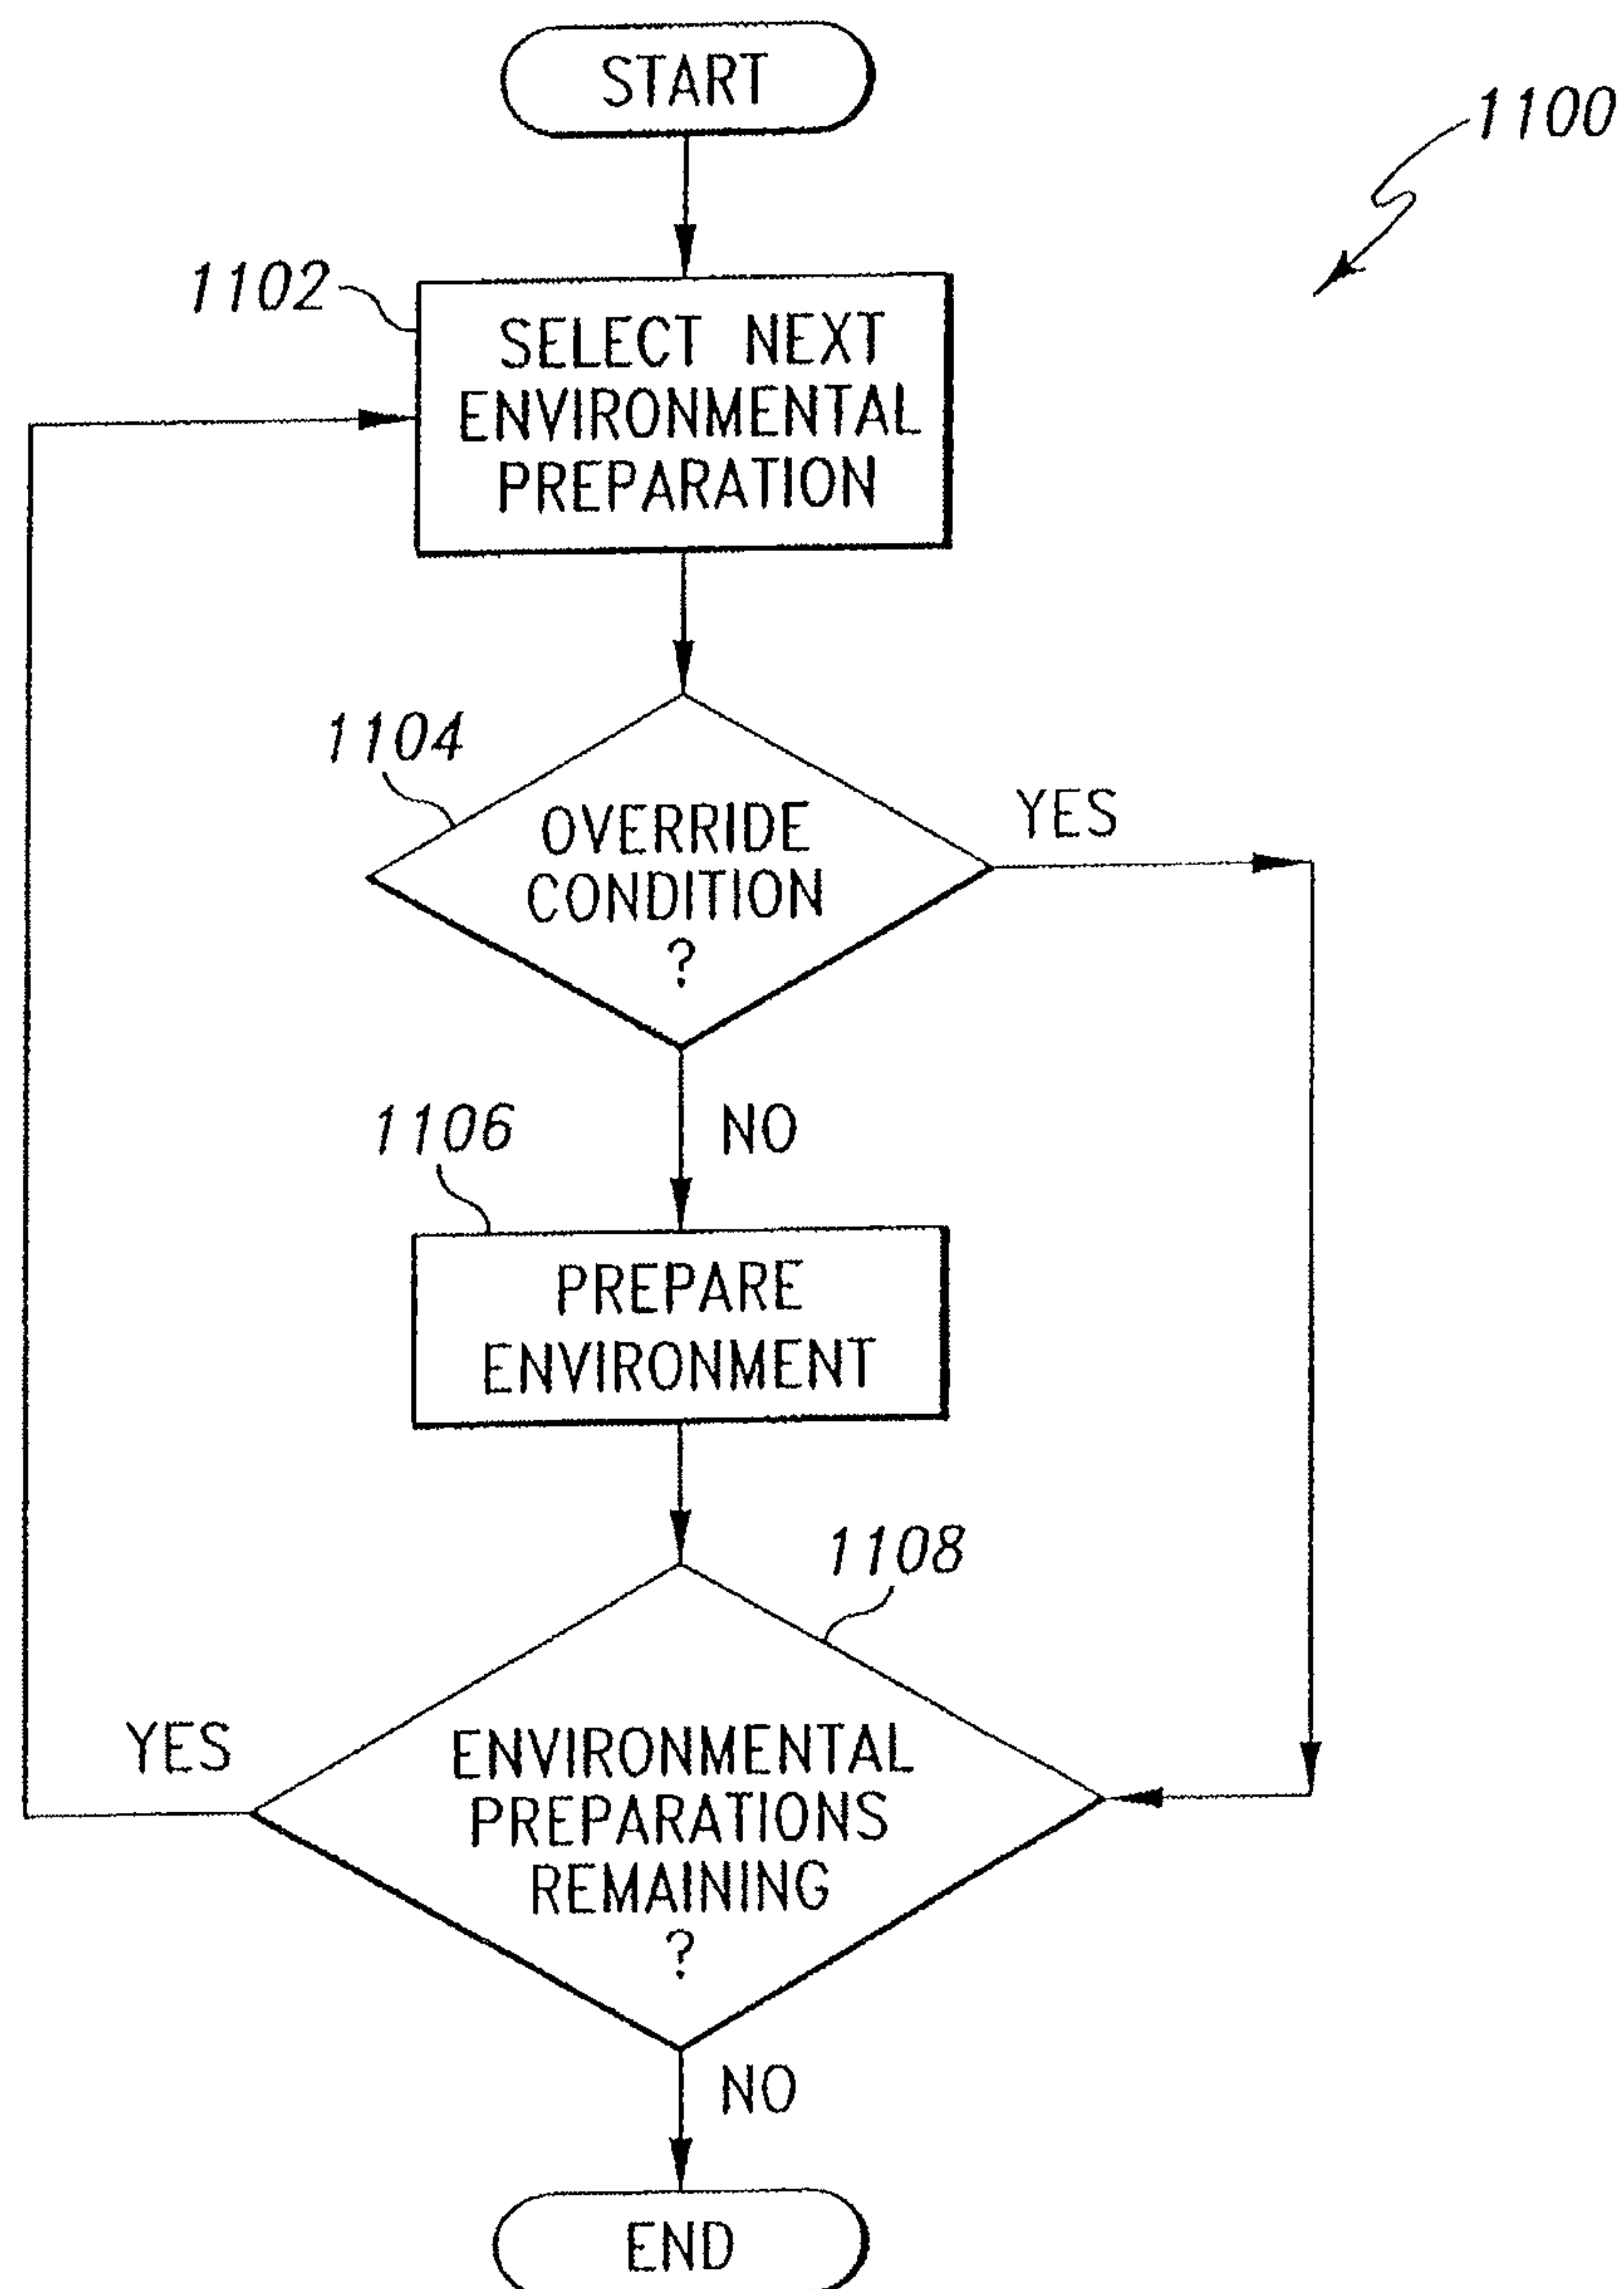 START
1100
1102
SELECT NEXT
ENVIRONMENTAL
PREPARATION
1104
OVERRIDE
CONDITION
?
YES
NO
1106
PREPARE
ENVIRONMENT
1108
YES
ENVIRONMENTAL
PREPARATIONS
REMAINING
?
NO
END